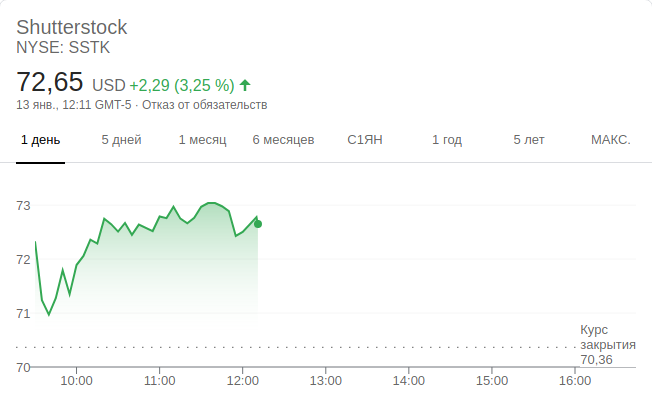 Shutterstock
NYSE: SSTK
72,65 USD +2,29 (3,25 %)
13 янв., 12:11 GMT-5 · Отказ от обязательств
1 день 5 дней 1 месяц 6 месяцев С1ЯН 1 год 5 лет МАКС.
73
72
71
Курс
закрытия
70,36
70
10:00 11:00 12:00 13:00 14:00 15:00 16:00